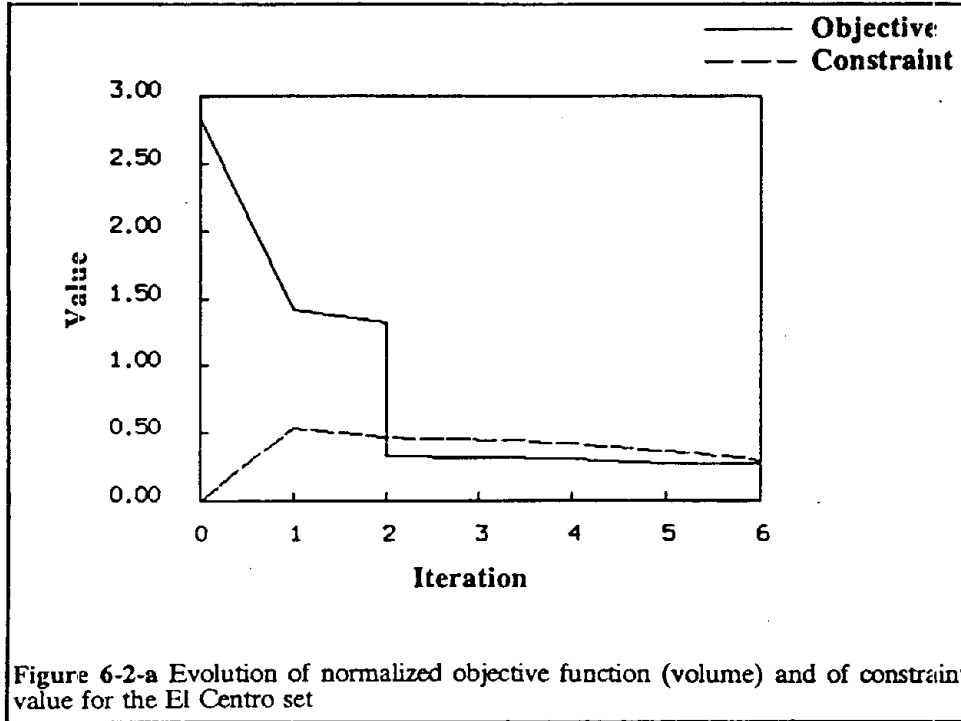 Objective
Constraint
3.00
2.50
2.00
1.50
1.00
0.50
0.00
Value
0 1 2 3 4 5 6
Iteration
Figure 6-2-a Evolution of normalized objective function (volume) and of constraint
value for the El Centro set